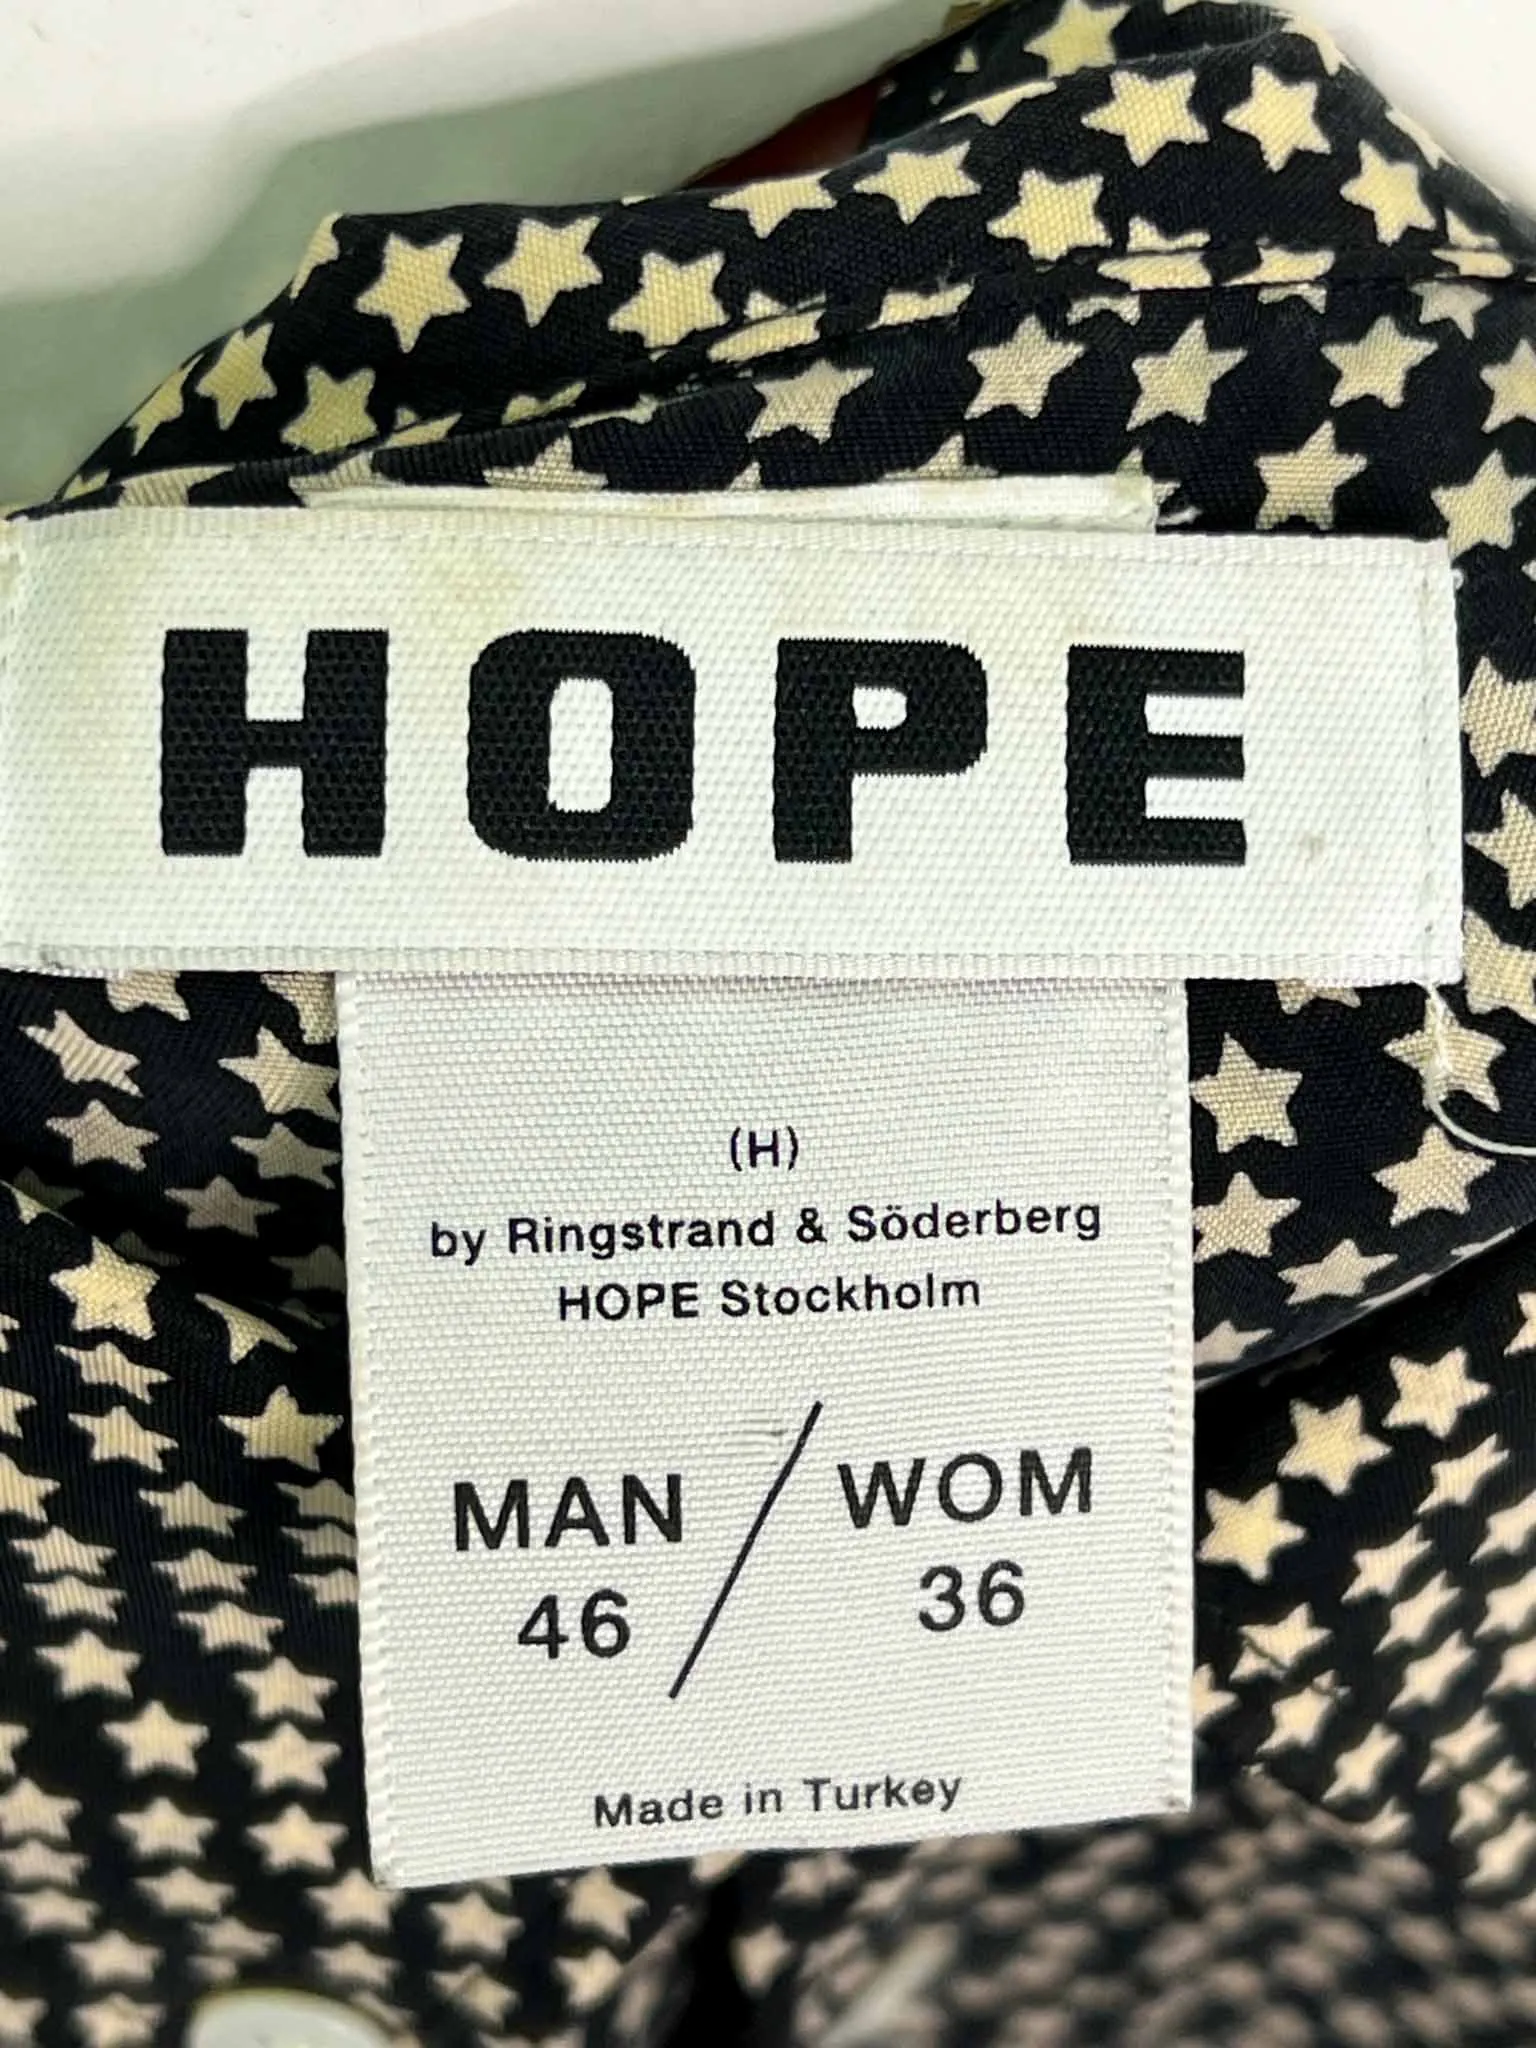 HOPE
(H)
by Ringstrand & Söderberg
HOPE Stockholm
MAN / WOM
46 36
Made in Turkey